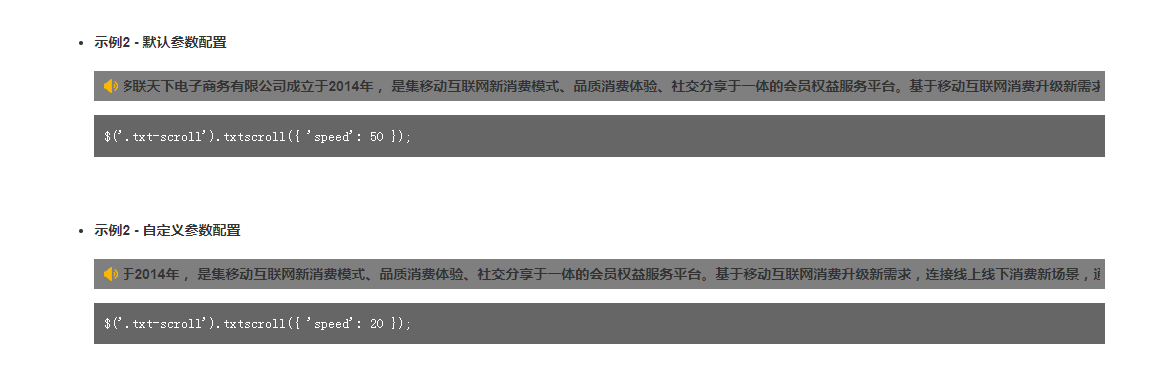 示例2 - 默认参数配置
联天下电子商务有限公司成立于2014年，是集移动互联网新消费模式、品质消费体验、社交分享于一体的会员权益服务平台。基于移动互联网消费升级新需求
$('.txt-scroll').txtscroll({ 'speed': 50 });
示例2 - 自定义参数配置
于2014年，是集移动互联网新消费模式、品质消费体验、社交分享于一体的会员权益服务平台。基于移动互联网消费升级新需求，连接线上线下消费新场景，
$('.txt-scroll').txtscroll({ 'speed': 20 });